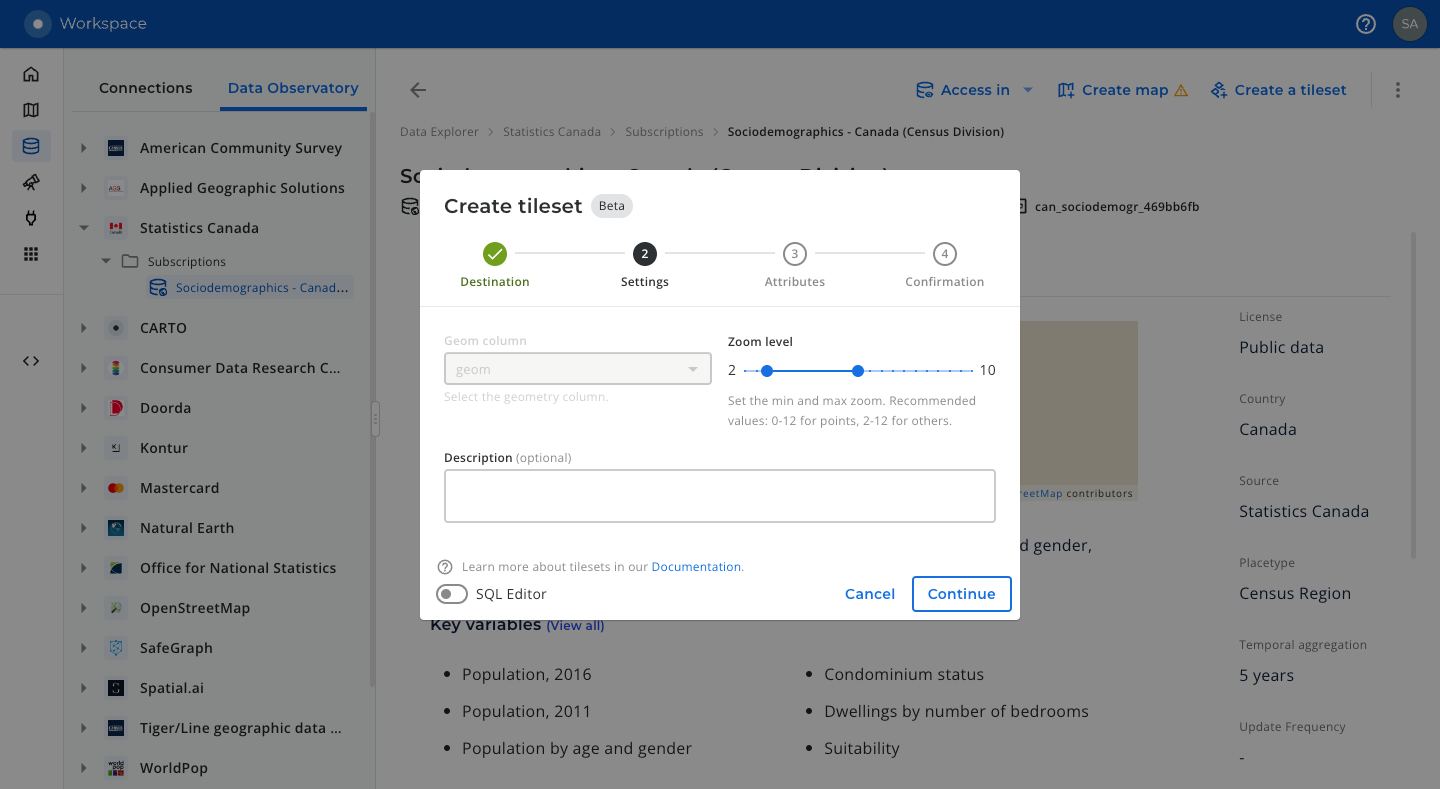 Workspace
SA
Connections
Data Observatory
American Community Survey
Applied Geographic Solutions
Statistics Canada
Subscriptions
Sociodemographics - Canad...
CARTO
Consumer Data Research C...
Doorda
Kontur
Mastercard
Natural Earth
Office for National Statistics
OpenStreetMap
SafeGraph
Spatial.ai
Tiger/Line geographic data ...
WorldPop
Access in
Create map
Create a tileset
Data Explorer > Statistics Canada > Subscriptions > Sociodemographics - Canada (Census Division)
can_sociodemogr_469bb6fb
Create tileset Beta
2
3
4
Destination
Settings
Attributes
Confirmation
Geom column
geom
Select the geometry column.
Zoom level
2
10
Set the min and max zoom. Recommended
values: 0-12 for points, 2-12 for others.
Description (optional)
Learn more about tilesets in our Documentation.
SQL Editor
Cancel
Continue
reetMap contributors
d gender,
Key variables (View all)
Population, 2016
Population, 2011
Population by age and gender
Condominium status
Dwellings by number of bedrooms
Suitability
License
Public data
Country
Canada
Source
Statistics Canada
Placetype
Census Region
Temporal aggregation
5 years
Update Frequency
-